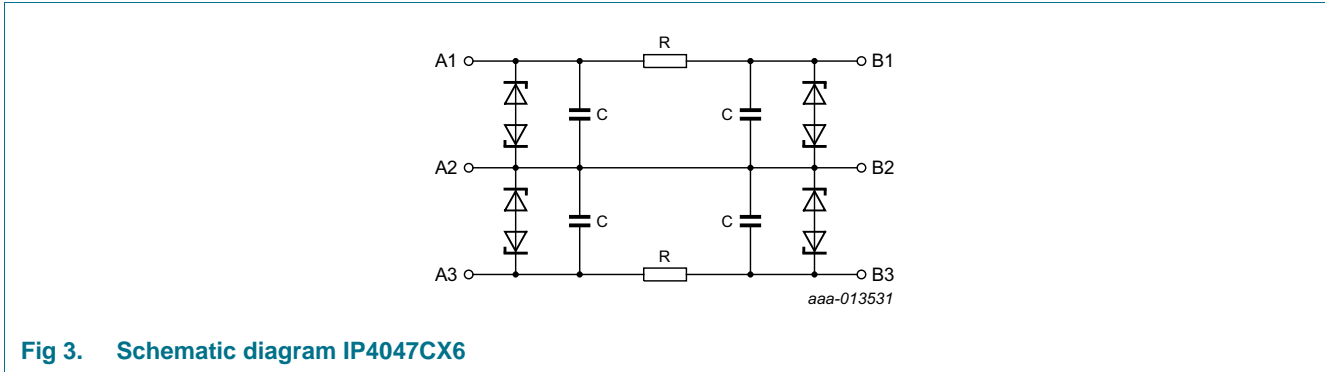 R
A1
B1
C
C
A2
B2
C
C
R
A3
B3
aaa-013531
Fig 3. Schematic diagram IP4047CX6